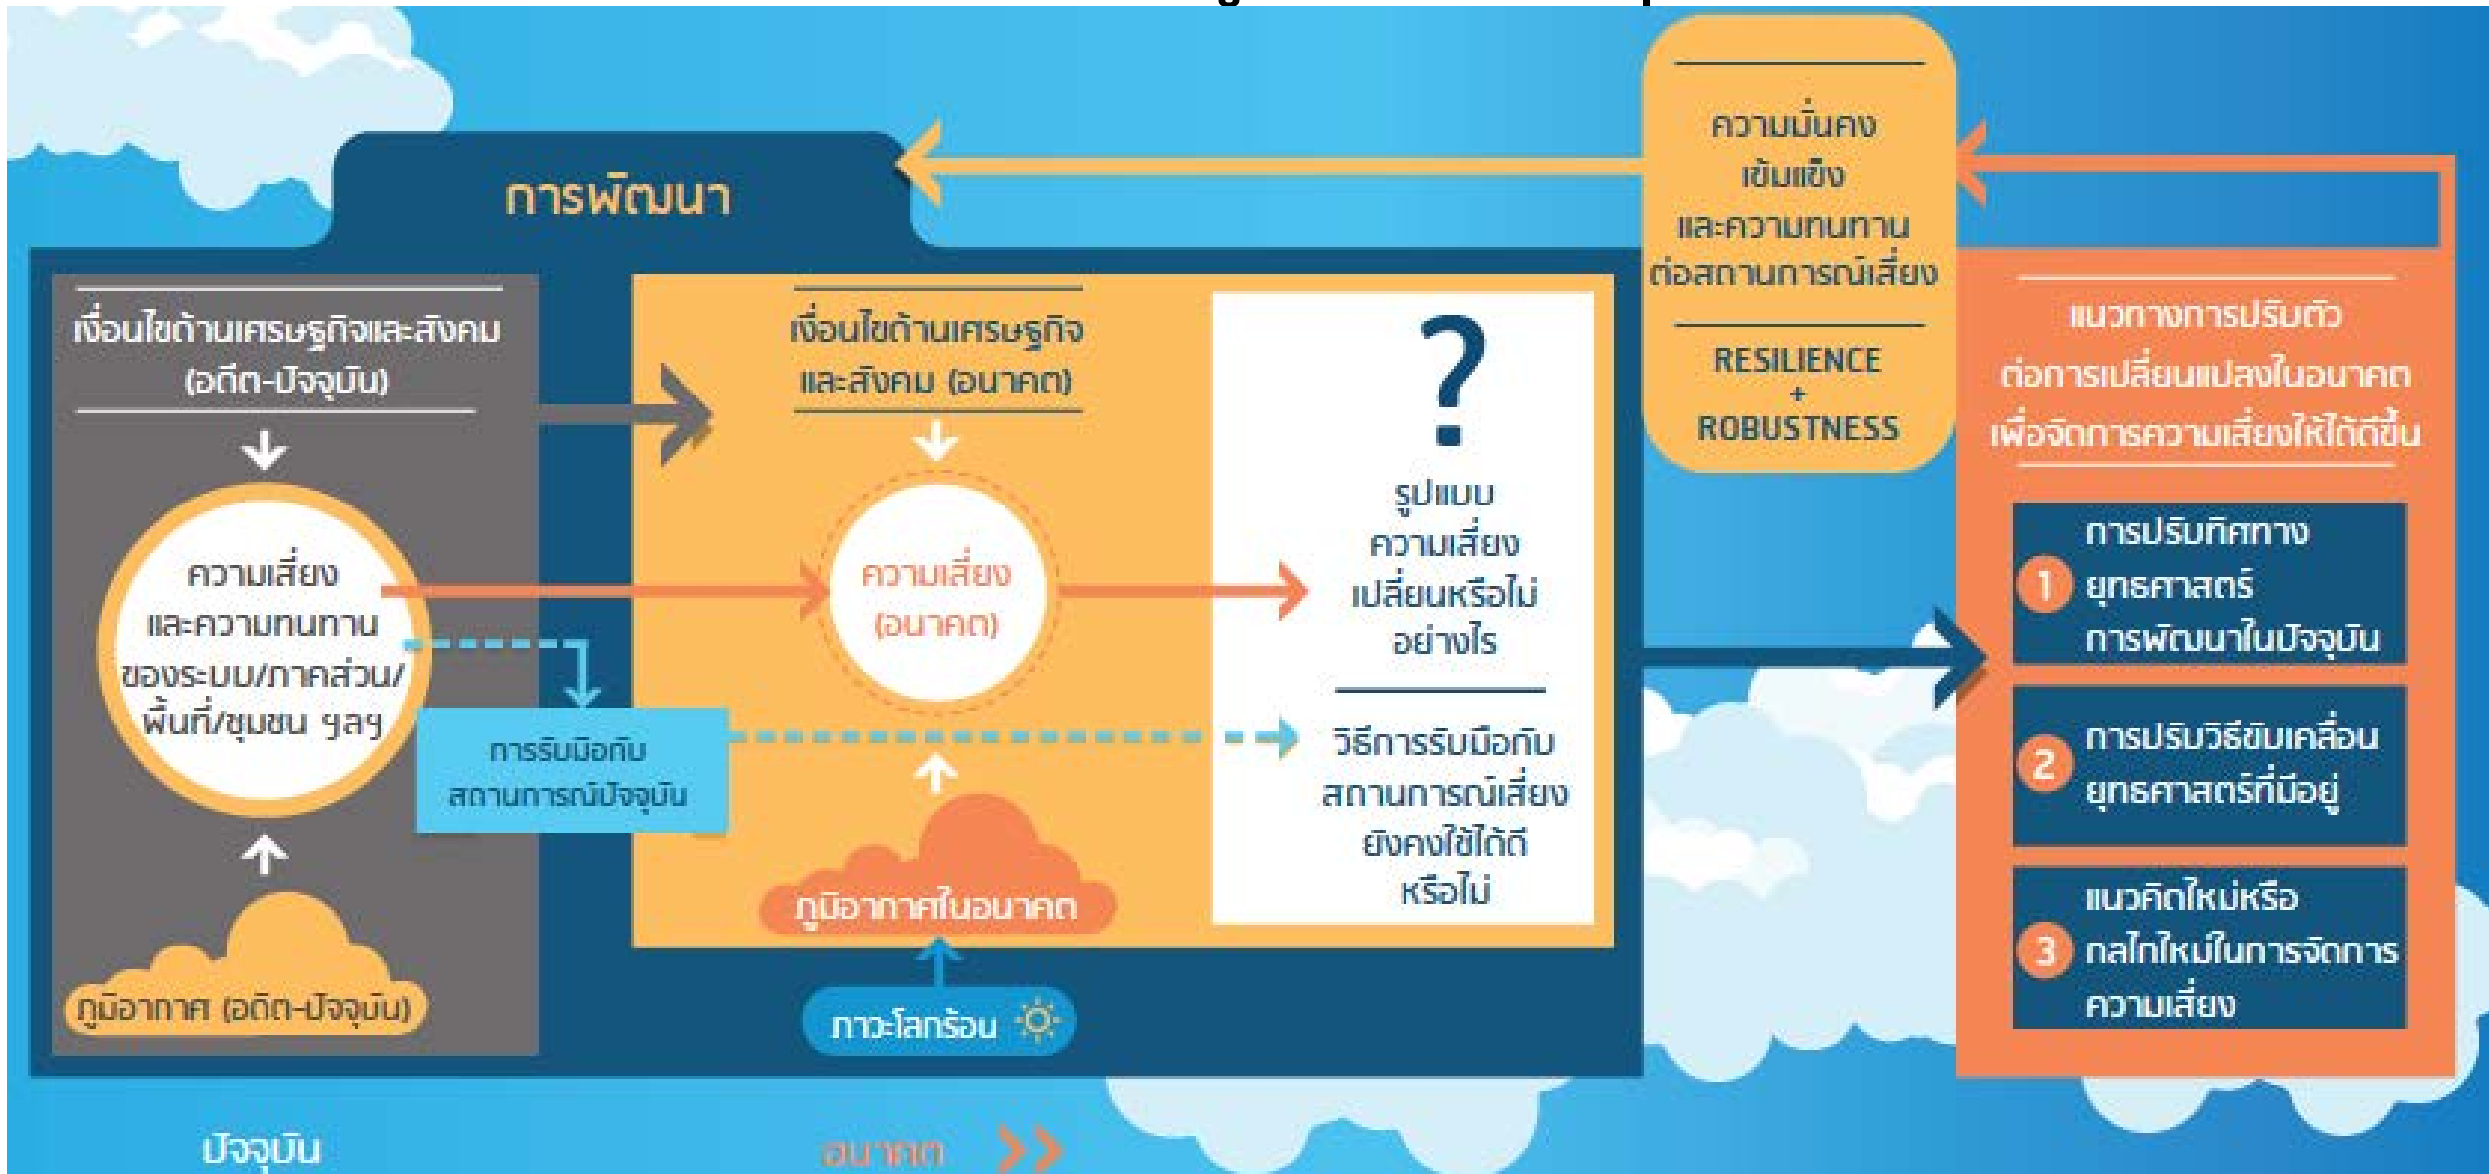 การพัฒนา
เงื่อนไขด้านเศรษฐกิจและสังคม
(อดีต-ปัจจุบัน)
ความเสี่ยง
และความทนทาน
ของระบบ/ภาคส่วน/
พื้นที่/ชุมชน ฯลฯ
ภูมิอากาศ (อดีต-ปัจจุบัน)
การรับมือกับ
สถานการณ์ปัจจุบัน
เงื่อนไขด้านเศรษฐกิจ
และสังคม (อนาคต)
ความเสี่ยง
(อนาคต)
ภูมิอากาศในอนาคต
ภาวะโลกร้อน
?
รูปแบบ
ความเสี่ยง
เปลี่ยนหรือไม่
อย่างไร
วิธีการรับมือกับ
สถานการณ์เสี่ยง
ยังคงใช้ได้ดี
หรือไม่
ความมั่นคง
เข้มแข็ง
และความทนทาน
ต่อสถานการณ์เสี่ยง
RESILIENCE
+
ROBUSTNESS
แนวทางการปรับตัว
ต่อการเปลี่ยนแปลงในอนาคต
เพื่อจัดการความเสี่ยงให้ได้ดีขึ้น
1
การปรับทิศทาง
ยุทธศาสตร์
การพัฒนาในปัจจุบัน
2
การปรับวิธีขับเคลื่อน
ยุทธศาสตร์ที่มีอยู่
3
แนวคิดใหม่หรือ
กลไกใหม่ในการจัดการ
ความเสี่ยง
ปัจจุบัน
อนาคต